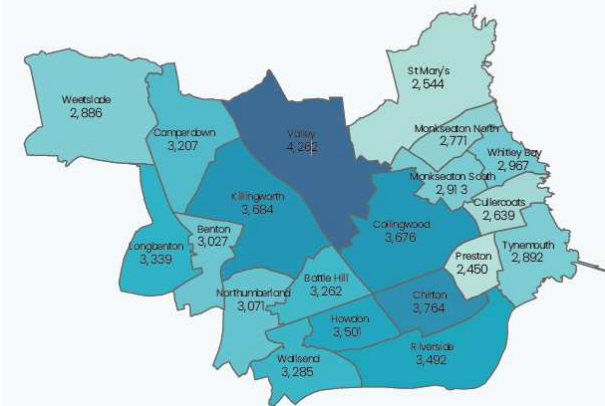 St Mary's
2,544
Weetslade
2,886
Camperdown
3,207
Valley
4,262
Monkseaton North
2,771
Whitley Bay
2,967
Monkseaton South
2,913
Killingworth
3,684
Cullercoats
2,639
Collingwood
3,676
Benton
3,027
Longbenton
3,339
Tynemouth
2,892
Preston
2,450
Battle Hill
3,262
Northumberland
3,071
Chirton
3,764
Howdon
3,501
Riverside
3,492
Wallsend
3,285